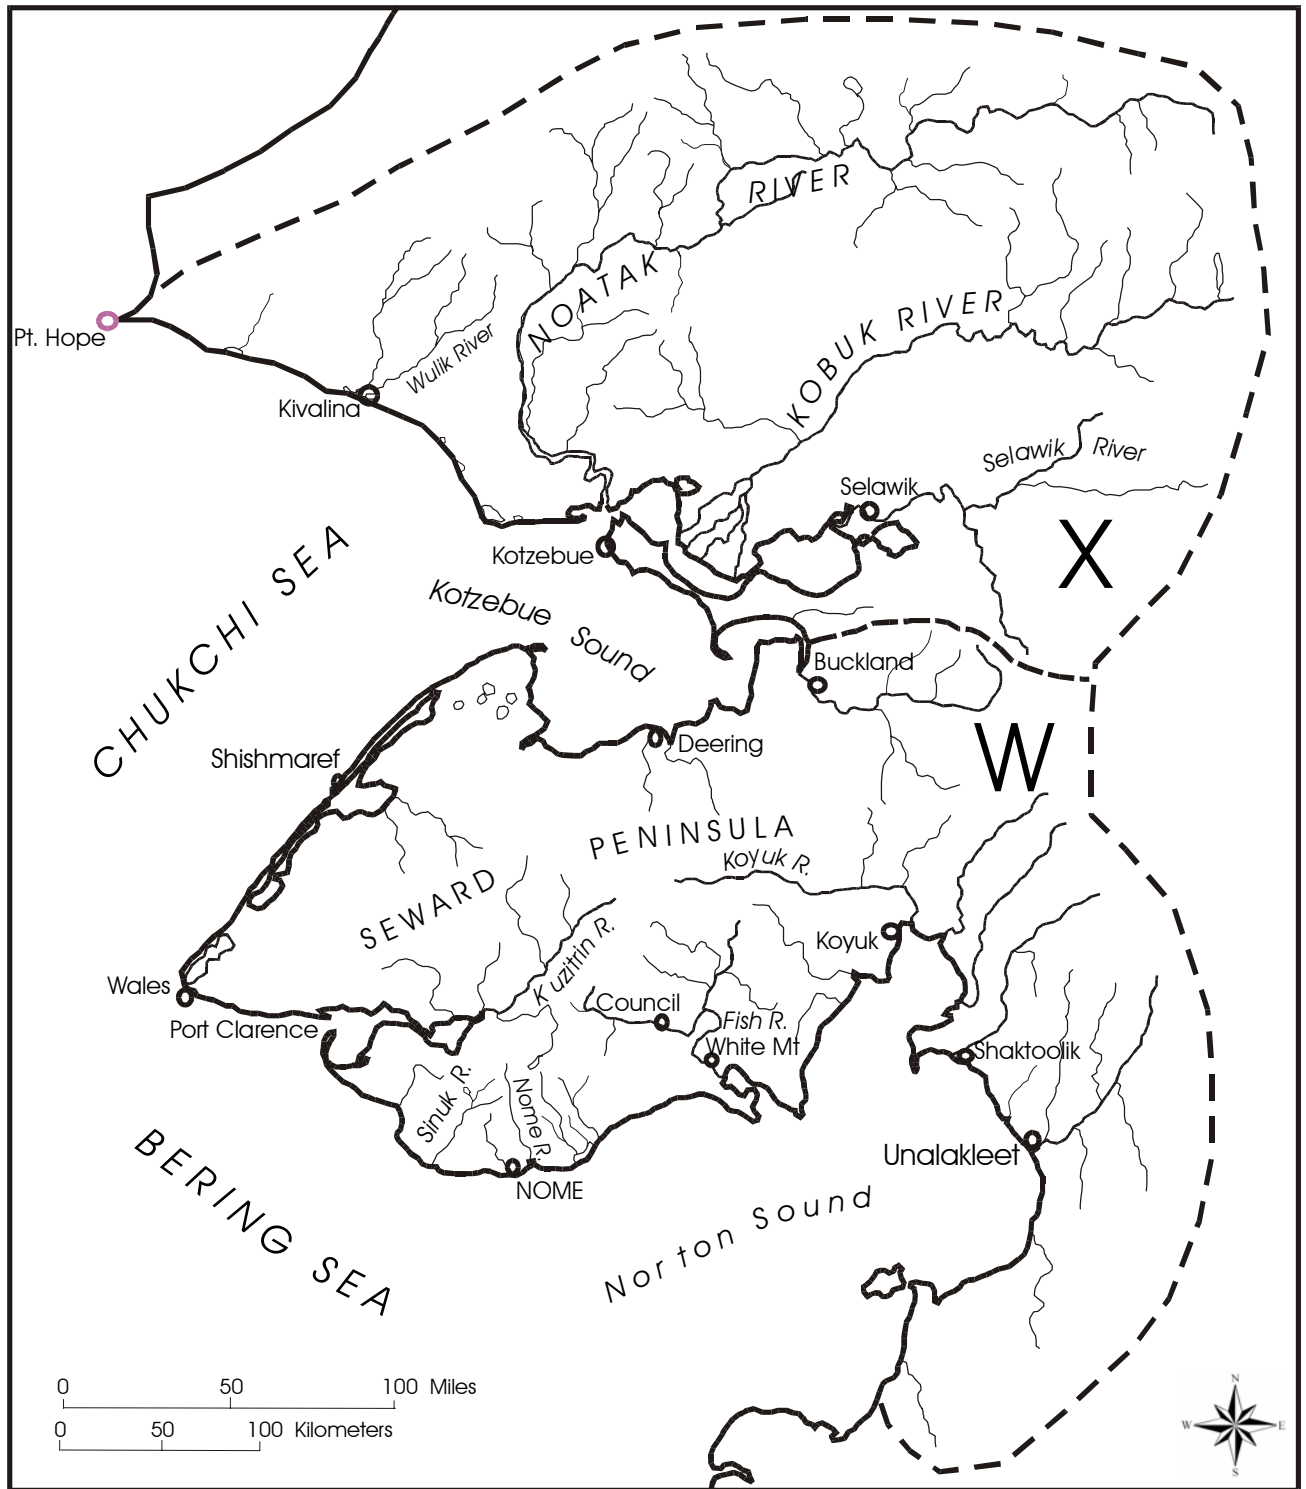 RIVER
NOATAK
KOBUK RIVER
Pt. Hope
Wulik River
Kivalina
Selawik River
Selawik
X
Kotzebue
CHUKCHI SEA
Kotzebue Sound
Buckland
W
Deering
Shishmaref
PENINSULA
Koyuk R.
SEWARD
Koyuk
Kuzitrin R.
Wales
Council
Port Clarence
Fish R.
White Mt
Shaktoolik
Sinuk R.
Nome R.
BERING SEA
Unalakleet
NOME
Norton Sound
0 50 100 Miles
0 50 100 Kilometers
N
W E
S